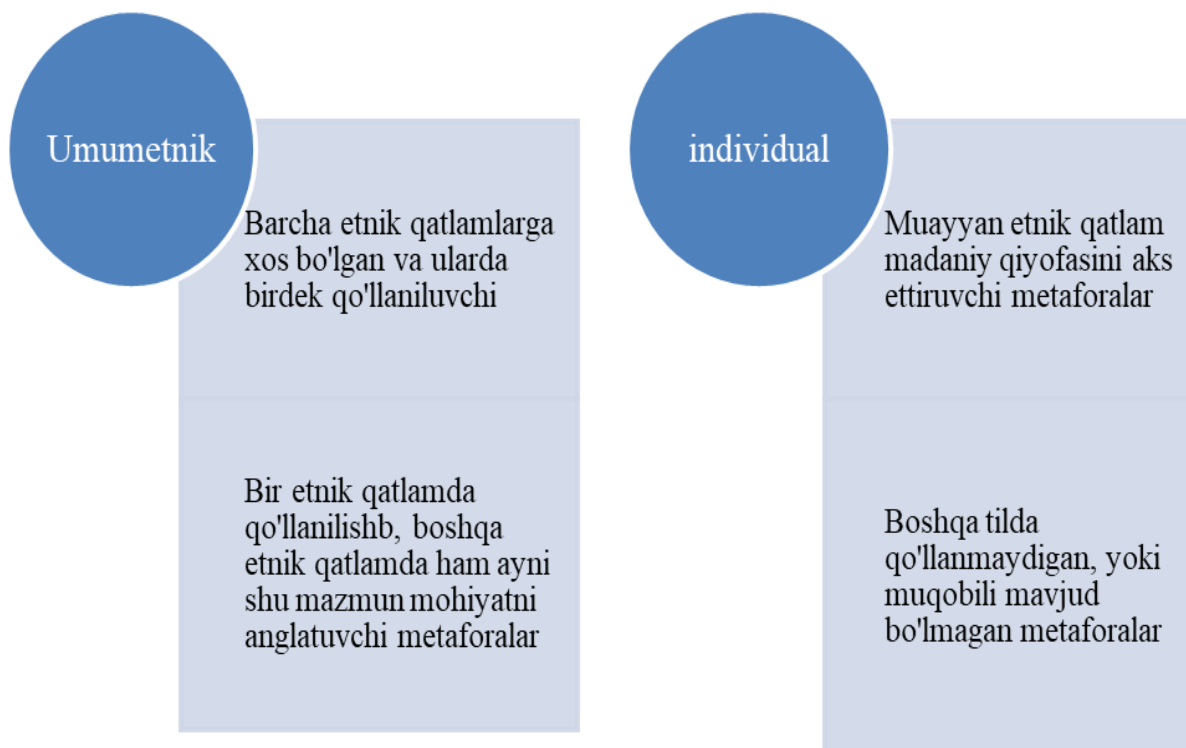 Umumetnik
Barcha etnik qatlamlarga
xos bo'lgan va ularda
birdek qo'llaniluvchi
Bir etnik qatlamda
qo'llanilishb, boshqa
etnik qatlamda ham ayni
shu mazmun mohiyatni
anglatuvchi metaforalar
individual
Muayyan etnik qatlam
madaniy qiyofasini aks
ettiruvchi metaforalar
Boshqa tilda
qo'llanmaydigan, yoki
muqobili mavjud
bo'lmagan metaforalar